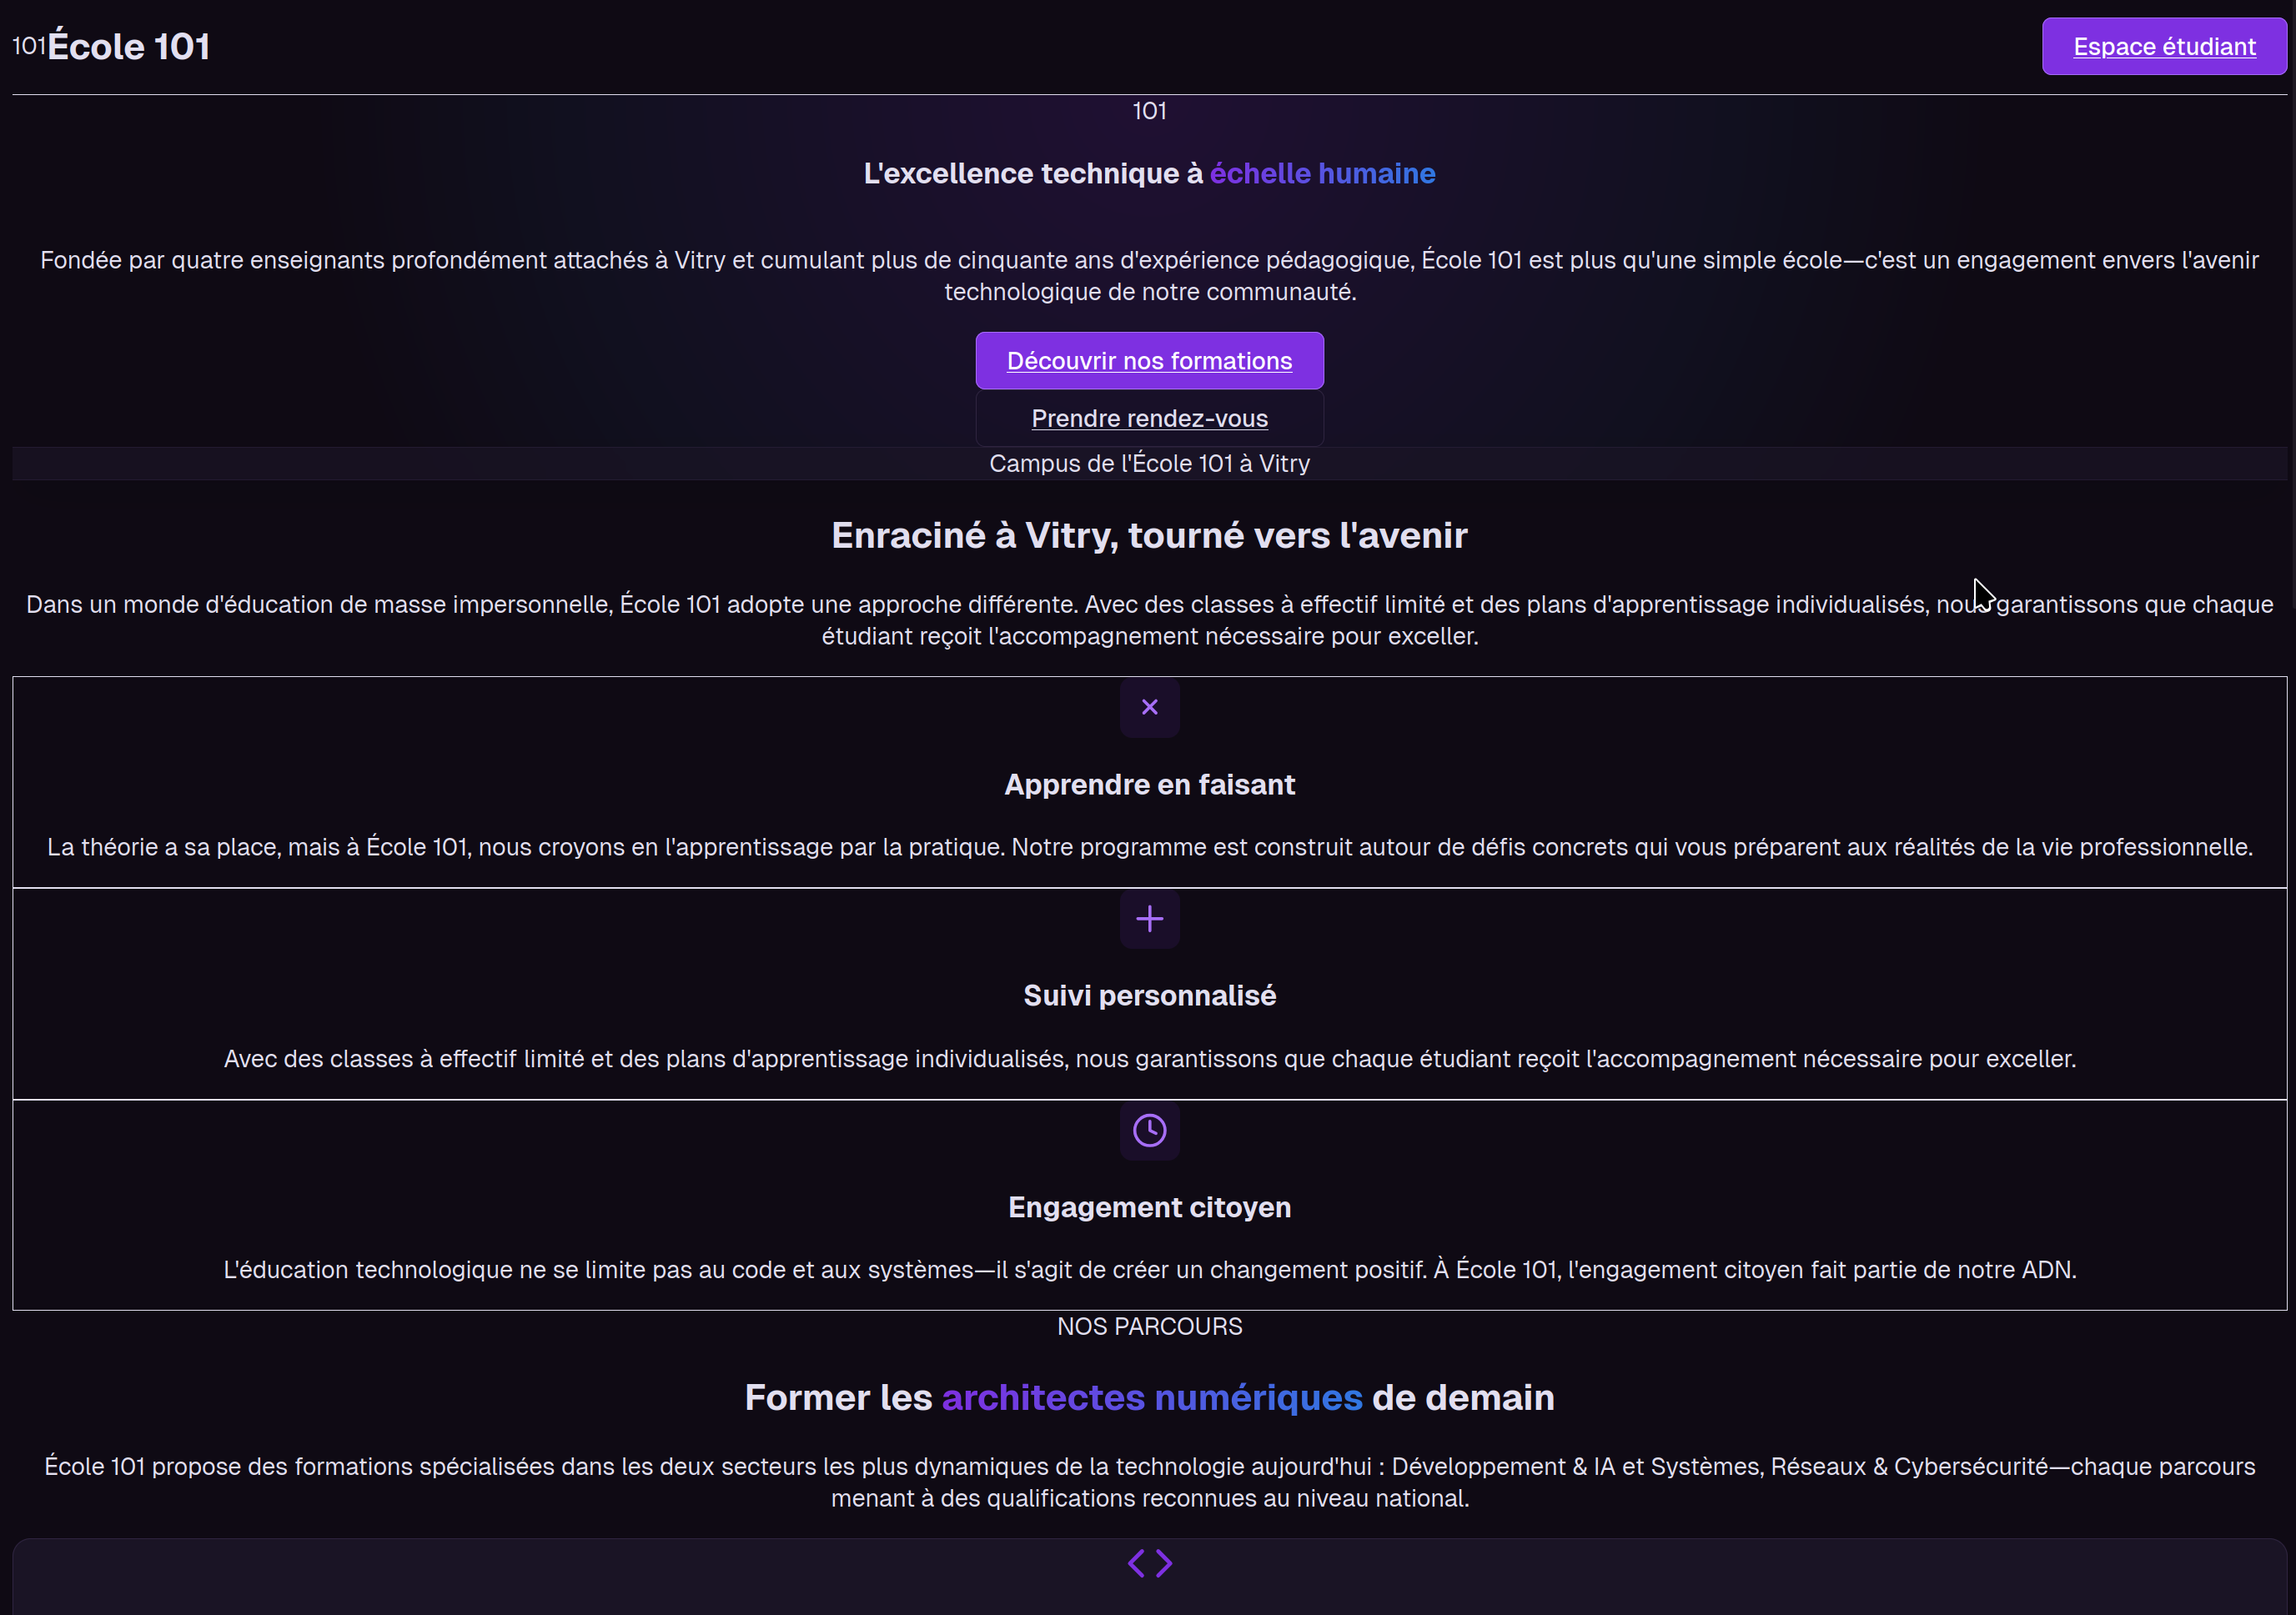 101École 101
Espace étudiant
101
L'excellence technique à échelle humaine
Fondée par quatre enseignants profondément attachés à Vitry et cumulant plus de cinquante ans d'expérience pédagogique, École 101 est plus qu'une simple école—c'est un engagement envers l'avenir
technologique de notre communauté.
Découvrir nos formations
Prendre rendez-vous
Campus de l'École 101 à Vitry
Enraciné à Vitry, tourné vers l'avenir
Dans un monde d'éducation de masse impersonnelle, École 101 adopte une approche différente. Avec des classes à effectif limité et des plans d'apprentissage individualisés, nous garantissons que chaque
étudiant reçoit l'accompagnement nécessaire pour exceller.
Apprendre en faisant
La théorie a sa place, mais à École 101, nous croyons en l'apprentissage par la pratique. Notre programme est construit autour de défis concrets qui vous préparent aux réalités de la vie professionnelle.
Suivi personnalisé
Avec des classes à effectif limité et des plans d'apprentissage individualisés, nous garantissons que chaque étudiant reçoit l'accompagnement nécessaire pour exceller.
Engagement citoyen
L'éducation technologique ne se limite pas au code et aux systèmes—il s'agit de créer un changement positif. À École 101, l'engagement citoyen fait partie de notre ADN.
NOS PARCOURS
Former les architectes numériques de demain
École 101 propose des formations spécialisées dans les deux secteurs les plus dynamiques de la technologie aujourd'hui : Développement & IA et Systèmes, Réseaux & Cybersécurité—chaque parcours
menant à des qualifications reconnues au niveau national.